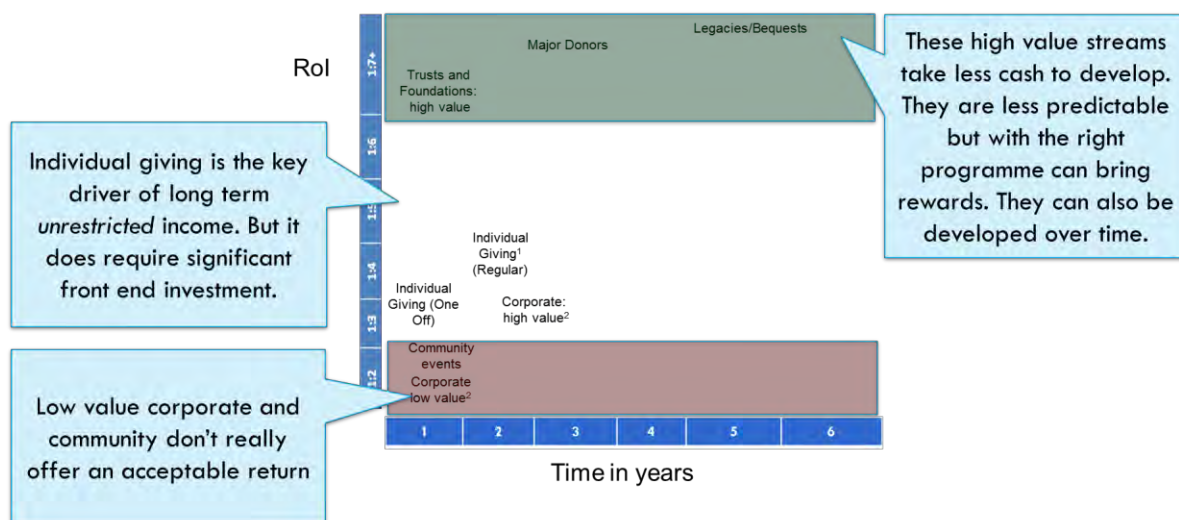 RoI
1:7+
1:6
1:5
1:4
1:3
1:2
Legacies/Bequests
Major Donors
Trusts and
Foundations:
high value
Individual
Giving¹
(Regular)
Individual
Giving (One
Off)
Corporate:
high value²
Community
events
Corporate
low value²
1 2 3 4 5 6
Time in years
Individual giving is the key
driver of long term
unrestricted income. But it
does require significant
front end investment.
Low value corporate and
community don’t really
offer an acceptable return
These high value streams
take less cash to develop.
They are less predictable
but with the right
programme can bring
rewards. They can also be
developed over time.